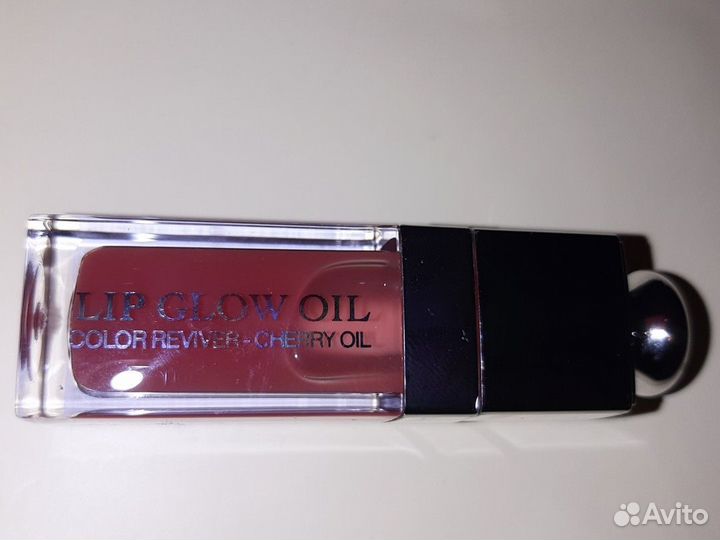 LIP GLOW OIL
COLOR REVIVER - CHERRY OIL
Avito